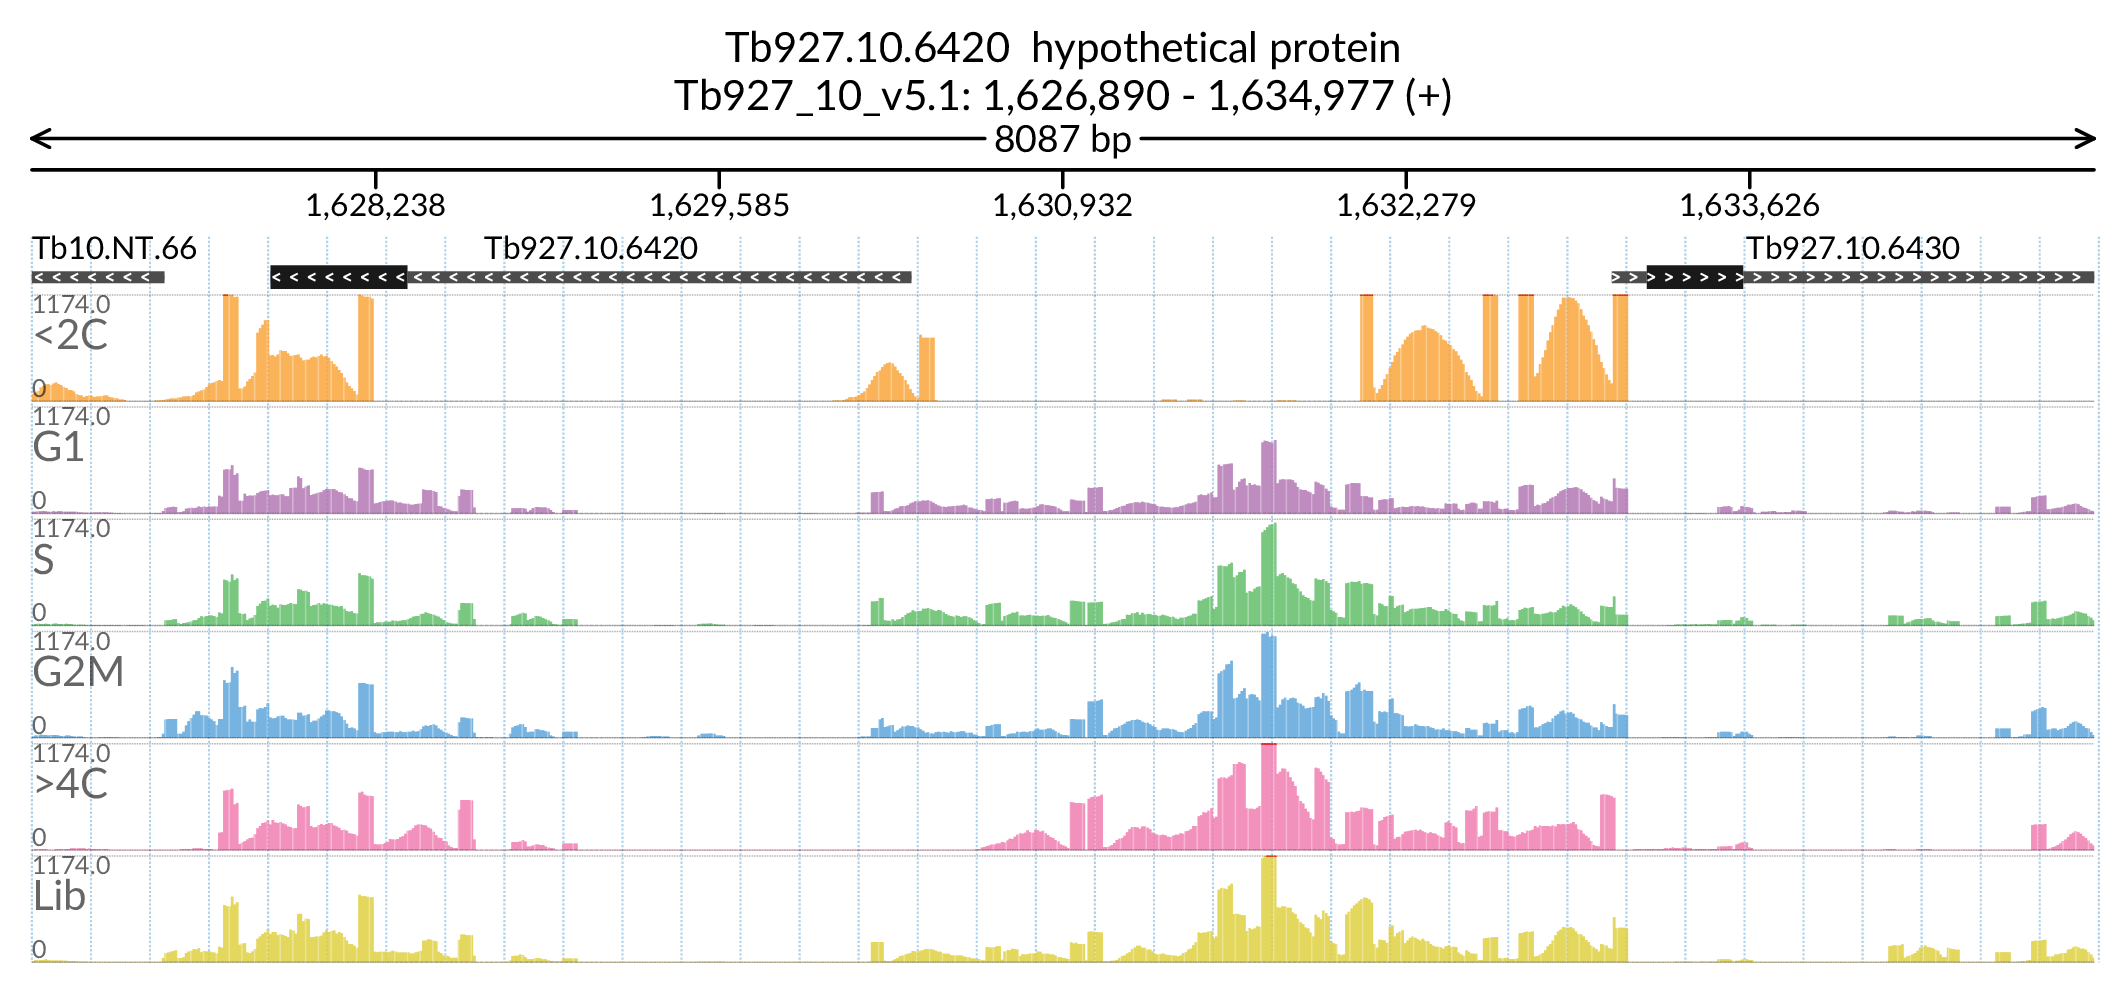 Tb927.10.6420 hypothetical protein
Tb927_10_v5.1: 1,626,890 - 1,634,977 (+)
8087 bp
1,628,238 1,629,585 1,630,932 1,632,279 1,633,626
Tb10.NT.66 Tb927.10.6420 Tb927.10.6430
1174.0
<2C
0
1174.0
G1
0
1174.0
S
0
1174.0
G2M
0
1174.0
>4C
0
1174.0
Lib
0